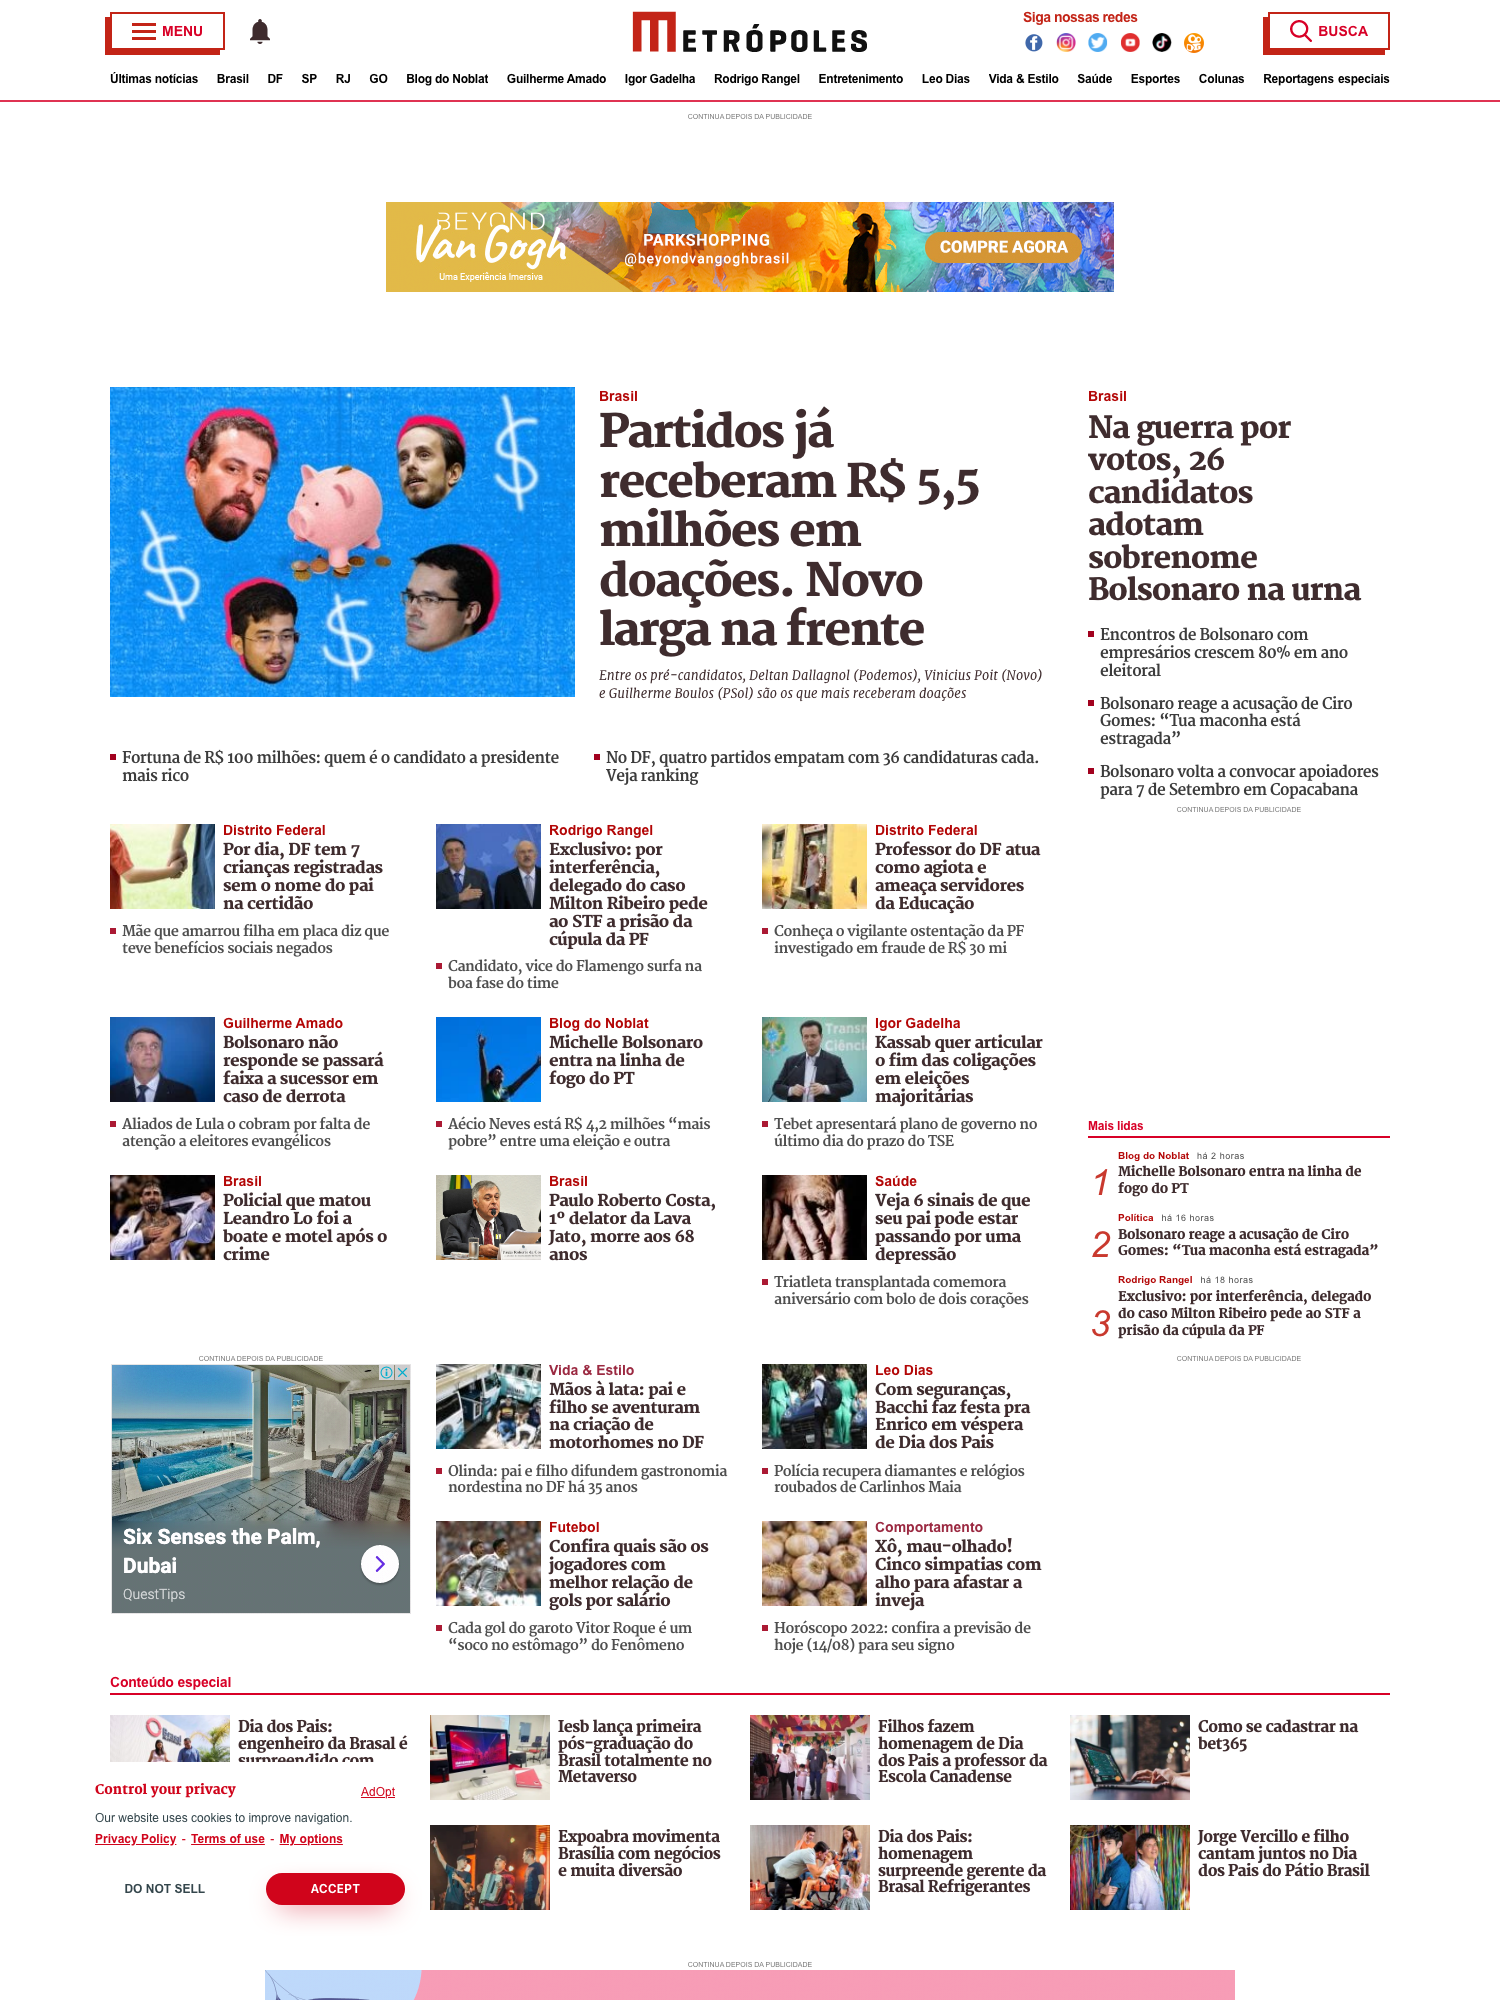 MENU
METRÓPOLES
Siga nossas redes
BUSCA
Últimas notícias Brasil DF SP RJ GO Blog do Noblat Guilherme Amado Igor Gadelha Rodrigo Rangel Entretenimento Leo Dias Vida & Estilo Saúde Esportes Colunas Reportagens especiais
CONTINUA DEPOIS DA PUBLICIDADE
BEYOND
Van Gogh
Uma Experiência Imersiva
PARKSHOPPING
@beyondvangoghbrasil
COMPRE AGORA
Brasil
Partidos já
receberam R$ 5,5
milhões em
doações. Novo
larga na frente
Entre os pré-candidatos, Deltan Dallagnol (Podemos), Vinicius Poit (Novo)
e Guilherme Boulos (PSol) são os que mais receberam doações
Fortuna de R$ 100 milhões: quem é o candidato a presidente
mais rico
No DF, quatro partidos empatam com 36 candidaturas cada.
Veja ranking
Brasil
Na guerra por
votos, 26
candidatos
adotam
sobrenome
Bolsonaro na urna
Encontros de Bolsonaro com
empresários crescem 80% em ano
eleitoral
Bolsonaro reage a acusação de Ciro
Gomes: “Tua maconha está
estragada”
Bolsonaro volta a convocar apoiadores
para 7 de Setembro em Copacabana
CONTINUA DEPOIS DA PUBLICIDADE
Distrito Federal
Por dia, DF tem 7
crianças registradas
sem o nome do pai
na certidão
Mãe que amarrou filha em placa diz que
teve benefícios sociais negados
Rodrigo Rangel
Exclusivo: por
interferência,
delegado do caso
Milton Ribeiro pede
ao STF a prisão da
cúpula da PF
Candidato, vice do Flamengo surfa na
boa fase do time
Distrito Federal
Professor do DF atua
como agiota e
ameaça servidores
da Educação
Conheça o vigilante ostentação da PF
investigado em fraude de R$ 30 mi
Guilherme Amado
Bolsonaro não
responde se passará
faixa a sucessor em
caso de derrota
Aliados de Lula o cobram por falta de
atenção a eleitores evangélicos
Blog do Noblat
Michelle Bolsonaro
entra na linha de
fogo do PT
Aécio Neves está R$ 4,2 milhões “mais
pobre” entre uma eleição e outra
Igor Gadelha
Kassab quer articular
o fim das coligações
em eleições
majoritárias
Tebet apresentará plano de governo no
último dia do prazo do TSE
Brasil
Policial que matou
Leandro Lo foi a
boate e motel após o
crime
Brasil
Paulo Roberto Costa,
1º delator da Lava
Jato, morre aos 68
anos
Saúde
Veja 6 sinais de que
seu pai pode estar
passando por uma
depressão
Triatleta transplantada comemora
aniversário com bolo de dois corações
Mais lidas
1
Blog do Noblat há 2 horas
Michelle Bolsonaro entra na linha de
fogo do PT
2
Política há 16 horas
Bolsonaro reage a acusação de Ciro
Gomes: “Tua maconha está estragada”
3
Rodrigo Rangel há 18 horas
Exclusivo: por interferência, delegado
do caso Milton Ribeiro pede ao STF a
prisão da cúpula da PF
CONTINUA DEPOIS DA PUBLICIDADE
CONTINUA DEPOIS DA PUBLICIDADE
Six Senses the Palm,
Dubai
QuestTips
Vida & Estilo
Mãos à lata: pai e
filho se aventuram
na criação de
motorhomes no DF
Olinda: pai e filho difundem gastronomia
nordestina no DF há 35 anos
Leo Dias
Com seguranças,
Bacchi faz festa pra
Enrico em véspera
de Dia dos Pais
Polícia recupera diamantes e relógios
roubados de Carlinhos Maia
Futebol
Confira quais são os
jogadores com
melhor relação de
gols por salário
Cada gol do garoto Vitor Roque é um
“soco no estômago” do Fenômeno
Comportamento
Xô, mau-olhado!
Cinco simpatias com
alho para afastar a
inveja
Horóscopo 2022: confira a previsão de
hoje (14/08) para seu signo
Conteúdo especial
Dia dos Pais:
engenheiro da Brasal é
surpreendido com
Iesb lança primeira
pós-graduação do
Brasil totalmente no
Metaverso
Filhos fazem
homenagem de Dia
dos Pais a professor da
Escola Canadense
Como se cadastrar na
bet365
Control your privacy
AdOpt
Our website uses cookies to improve navigation.
Privacy Policy - Terms of use - My options
DO NOT SELL
ACCEPT
Expoabra movimenta
Brasília com negócios
e muita diversão
Dia dos Pais:
homenagem
surpreende gerente da
Brasal Refrigerantes
Jorge Vercillo e filho
cantam juntos no Dia
dos Pais do Pátio Brasil
CONTINUA DEPOIS DA PUBLICIDADE